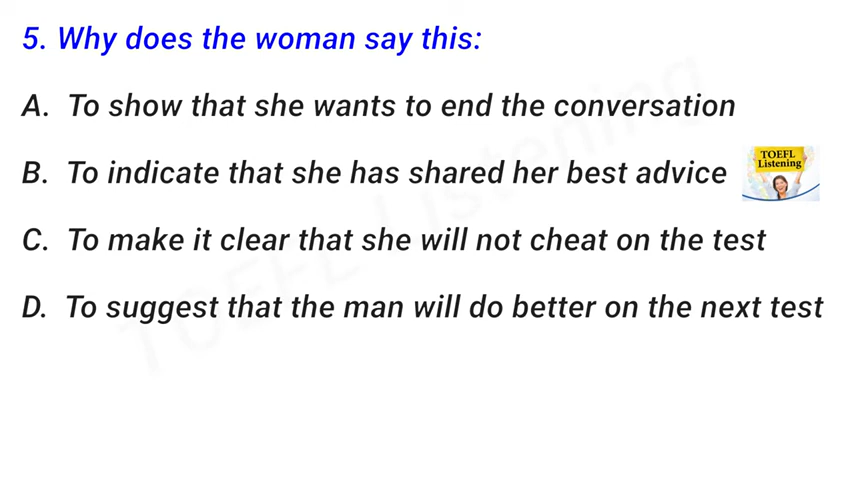 5. Why does the woman say this:
A. To show that she wants to end the conversation
B. To indicate that she has shared her best advice
TOEFL
Listening
C. To make it clear that she will not cheat on the test
D. To suggest that the man will do better on the next test
TOEFL Listening